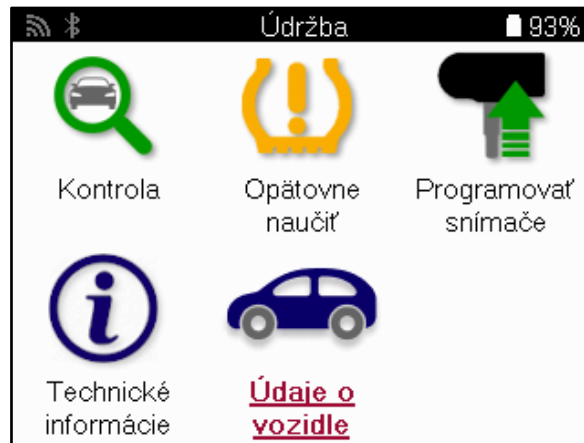 Údržba 93%
Kontrola
Opätovne
naučiť
Programovať
snímače
Technické
informácie
Údaje o
vozidle